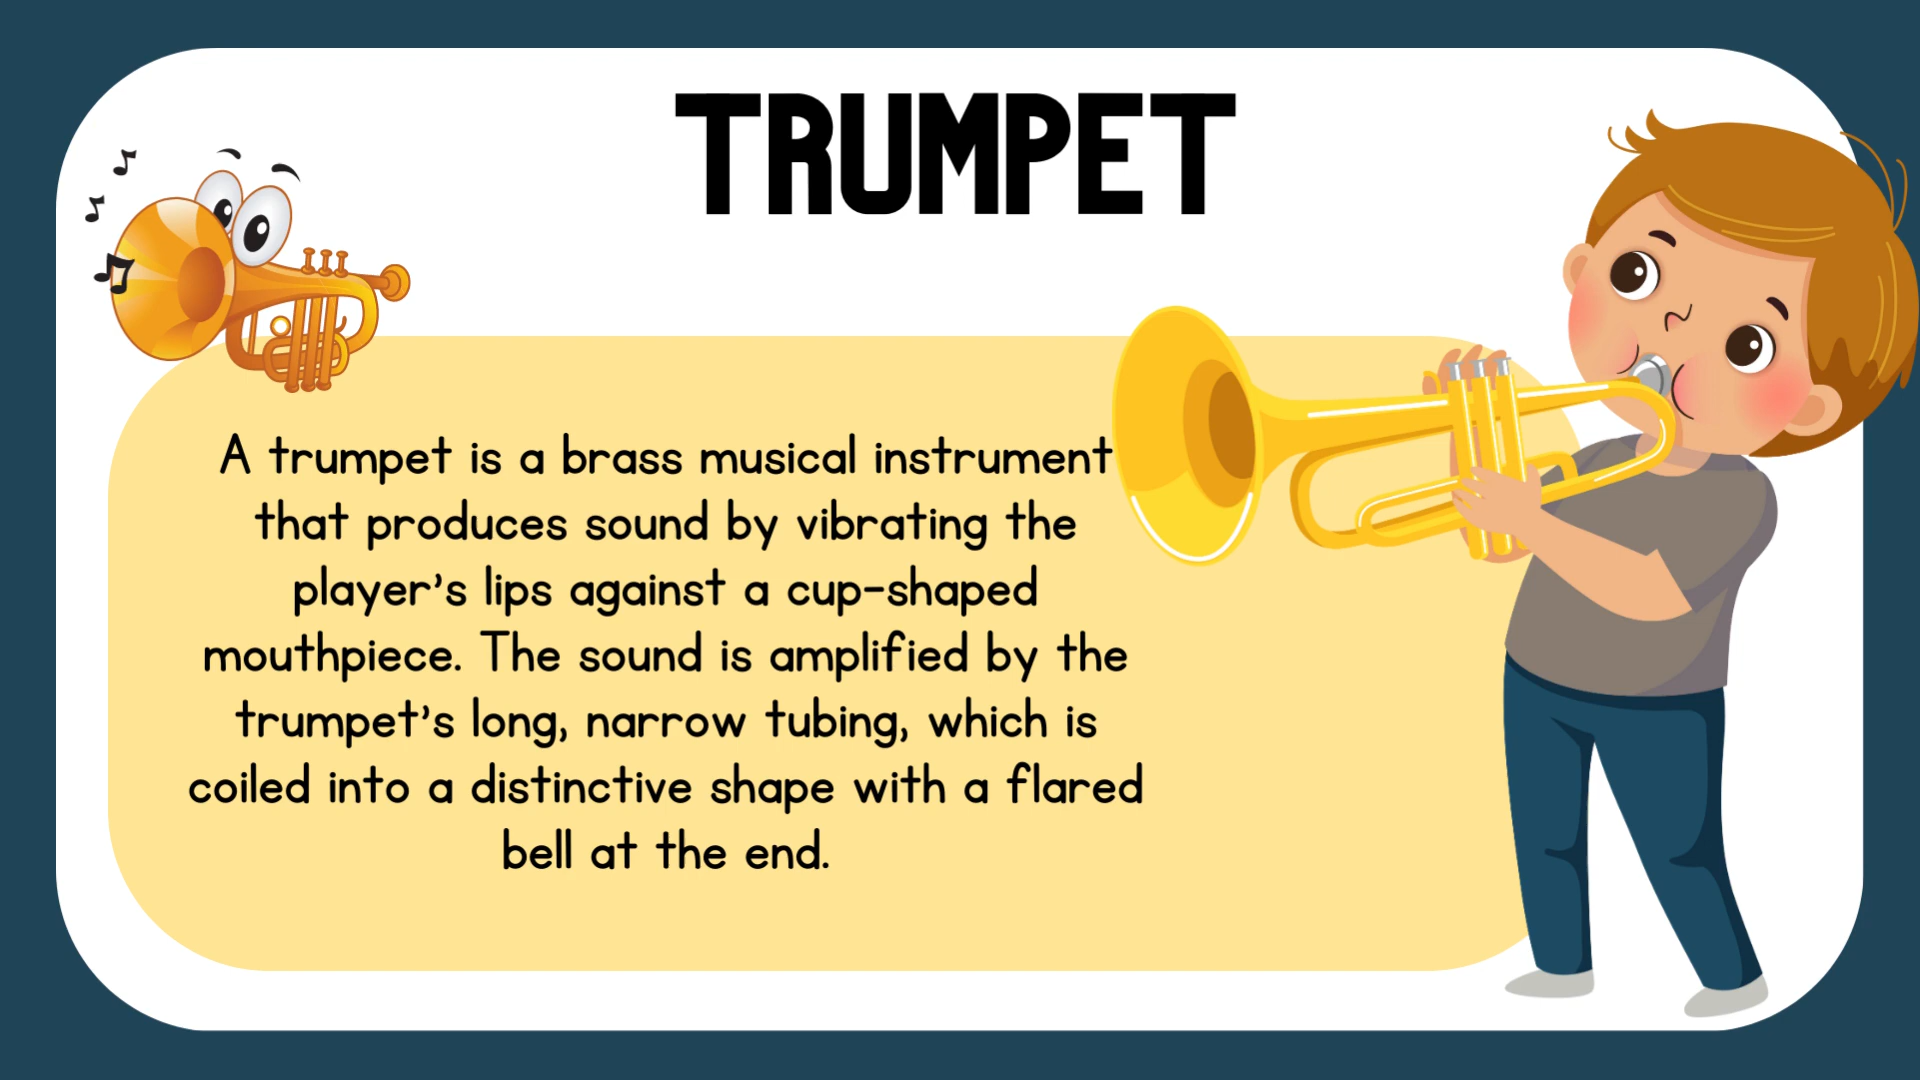 TRUMPET
A trumpet is a brass musical instrument
that produces sound by vibrating the
player's lips against a cup-shaped
mouthpiece. The sound is amplified by the
trumpet's long, narrow tubing, which is
coiled into a distinctive shape with a flared
bell at the end.